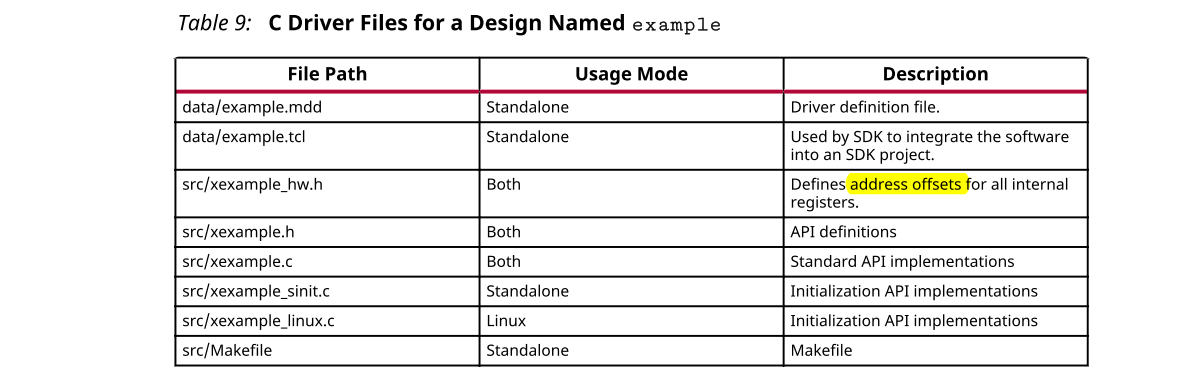 Table 9: C Driver Files for a Design Named example
File Path Usage Mode Description
data/example.mdd Standalone Driver definition file.
data/example.tcl Standalone Used by SDK to integrate the software
into an SDK project.
src/xexample_hw.h Both Defines address offsets for all internal
registers.
src/xexample.h Both API definitions
src/xexample.c Both Standard API implementations
src/xexample_sinit.c Standalone Initialization API implementations
src/xexample_linux.c Linux Initialization API implementations
src/Makefile Standalone Makefile